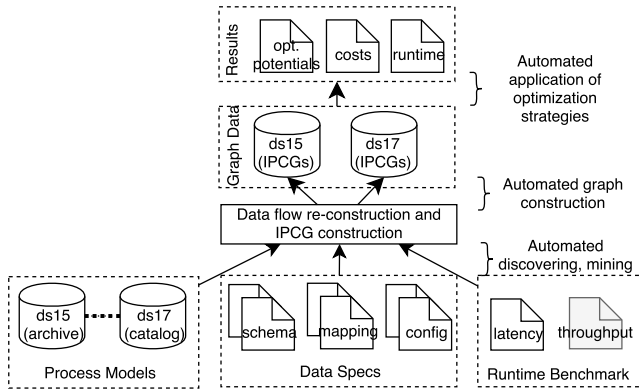 Results
opt.
potentials
costs
runtime
Automated
application of
optimization
strategies
Graph Data
ds15
(IPCGs)
ds17
(IPCGs)
Automated graph
construction
Data flow re-construction and
IPCG construction
Automated
discovering, mining
ds15
(archive)
ds17
(catalog)
Process Models
schema
mapping
config
Data Specs
latency
throughput
Runtime Benchmark